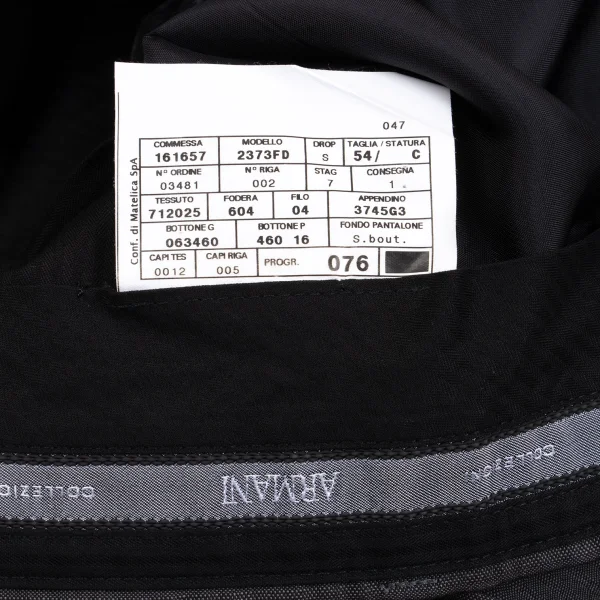 047
Conf. di Matelica SpA
COMMESSA MODELLO DROP TAGLIA / STATURA
161657 2373FD S 54/ C
N° ORDINE N° RIGA STAG CONSEGNA
03481 002 7 1
TESSUTO FODERA FILO APPENDINO
712025 604 04 3745G3
BOTTONE G BOTTONE P FONDO PANTALONE
063460 460 16 S.bout.
CAPI TES CAPI RIGA PROGR. 076
0012 005
COLLEZIONI
ARMANI
COLLEZIO